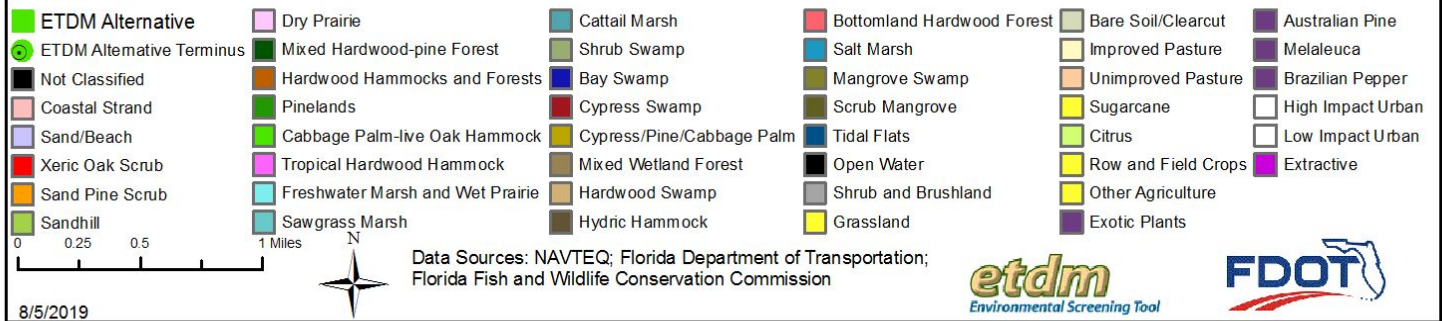 ETDM Alternative
ETDM Alternative Terminus
Not Classified
Coastal Strand
Sand/Beach
Xeric Oak Scrub
Sand Pine Scrub
Sandhill
Dry Prairie
Mixed Hardwood-pine Forest
Hardwood Hammocks and Forests
Pinelands
Cabbage Palm-live Oak Hammock
Tropical Hardwood Hammock
Freshwater Marsh and Wet Prairie
Sawgrass Marsh
Cattail Marsh
Shrub Swamp
Bay Swamp
Cypress Swamp
Cypress/Pine/Cabbage Palm
Mixed Wetland Forest
Hardwood Swamp
Hydric Hammock
Bottomland Hardwood Forest
Salt Marsh
Mangrove Swamp
Scrub Mangrove
Tidal Flats
Open Water
Shrub and Brushland
Grassland
Bare Soil/Clearcut
Improved Pasture
Unimproved Pasture
Sugarcane
Citrus
Row and Field Crops
Other Agriculture
Exotic Plants
Australian Pine
Melaleuca
Brazilian Pepper
High Impact Urban
Low Impact Urban
Extractive
0 0.25 0.5 1 Miles
N
Data Sources: NAVTEQ; Florida Department of Transportation;
Florida Fish and Wildlife Conservation Commission
etdm
Environmental Screening Tool
FDOT
8/5/2019